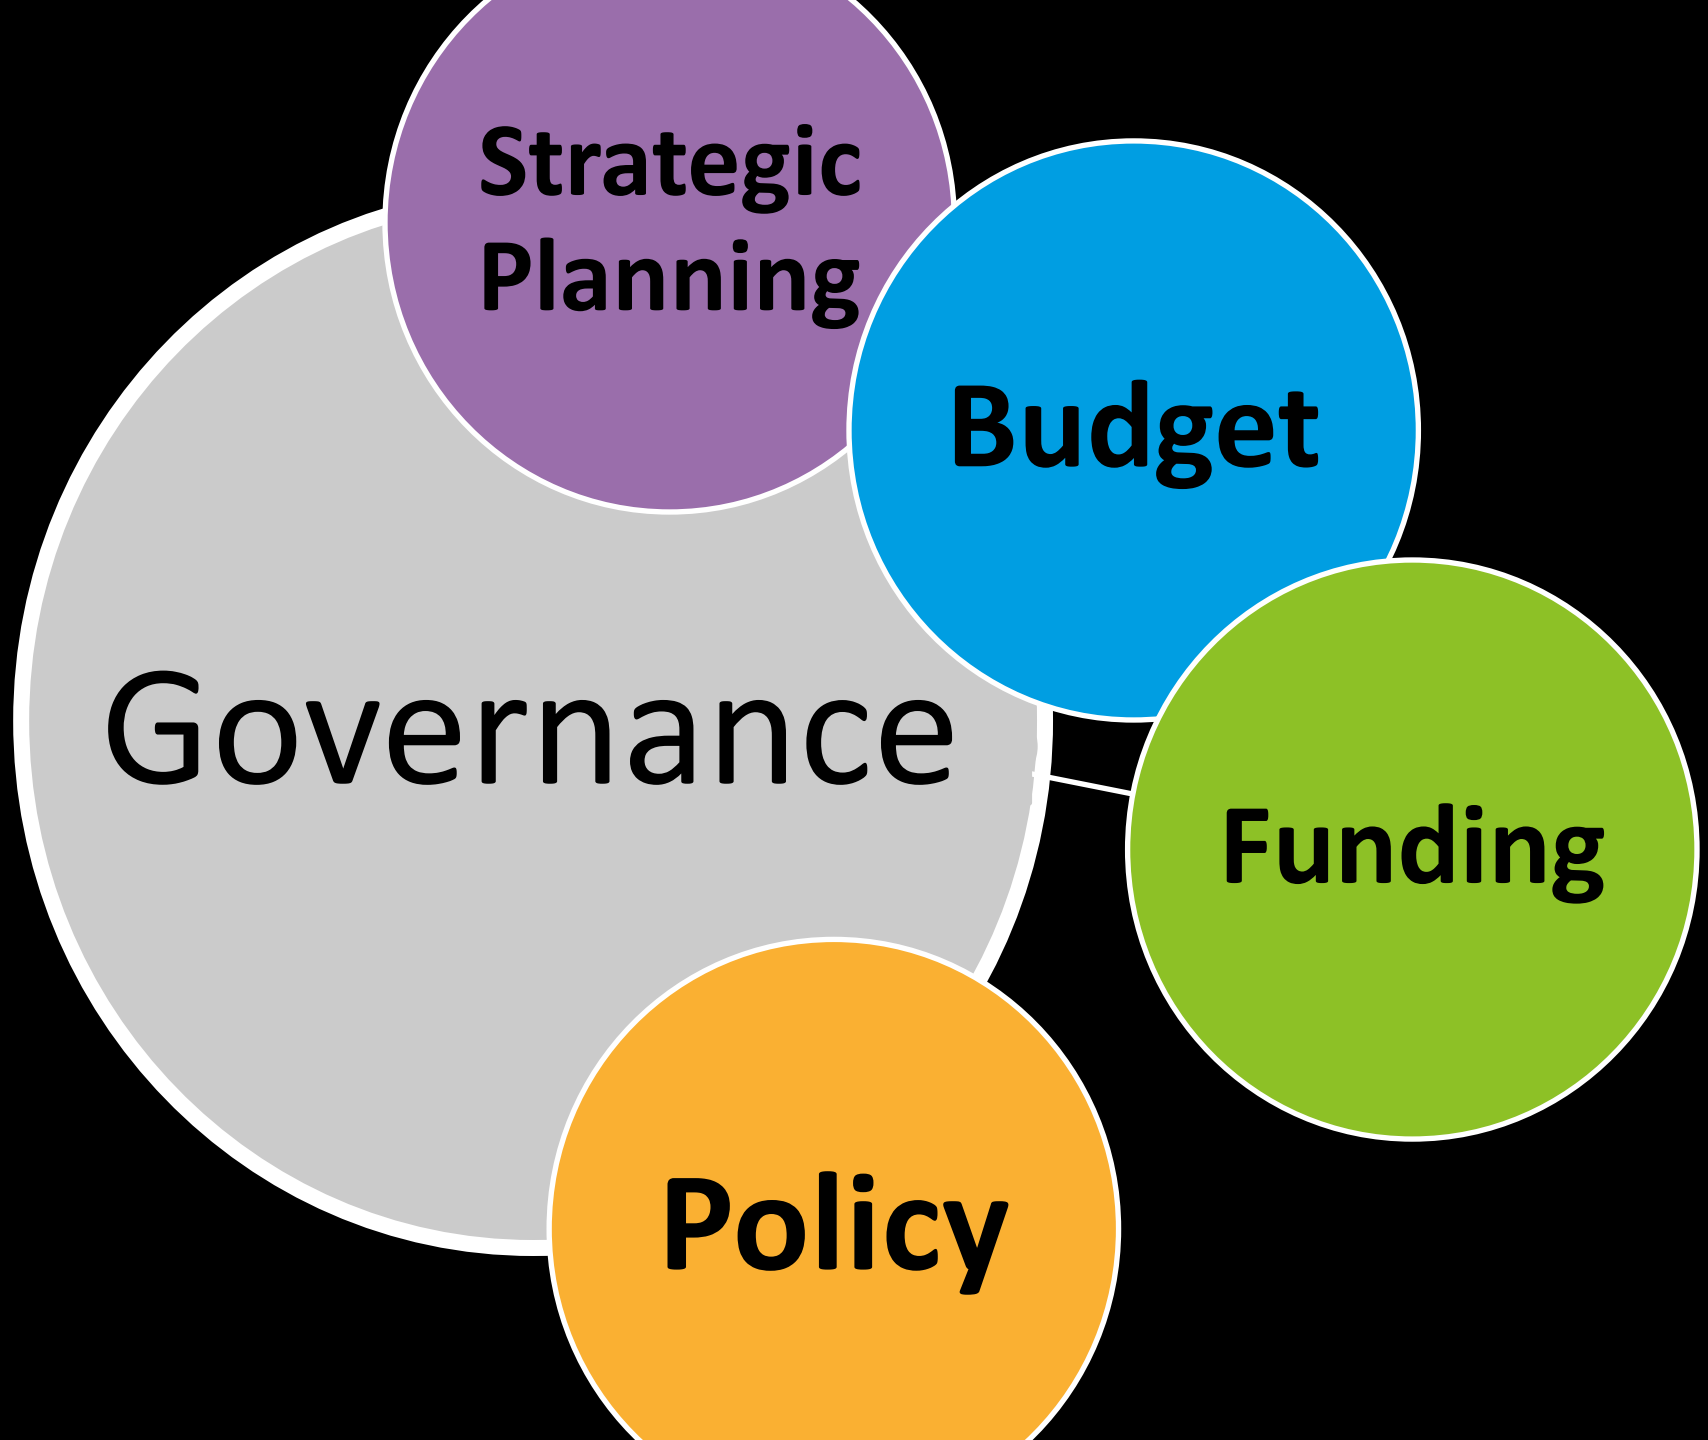 Strategic
Planning
Budget
Governance
Funding
Policy